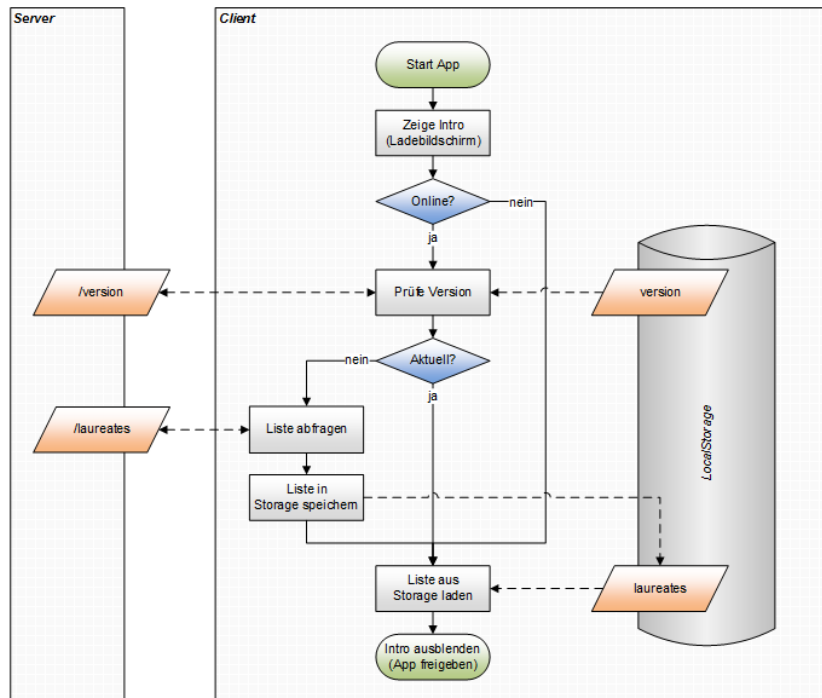 Server
Client
Start App
Zeige Intro
(Ladebildschirm)
Online?
nein
ja
/version
Prüfe Version
version
Aktuell?
nein
ja
/laureates
Liste abfragen
LocalStorage
Liste in
Storage speichern
Liste aus
Storage laden
laureates
Intro ausblenden
(App freigeben)